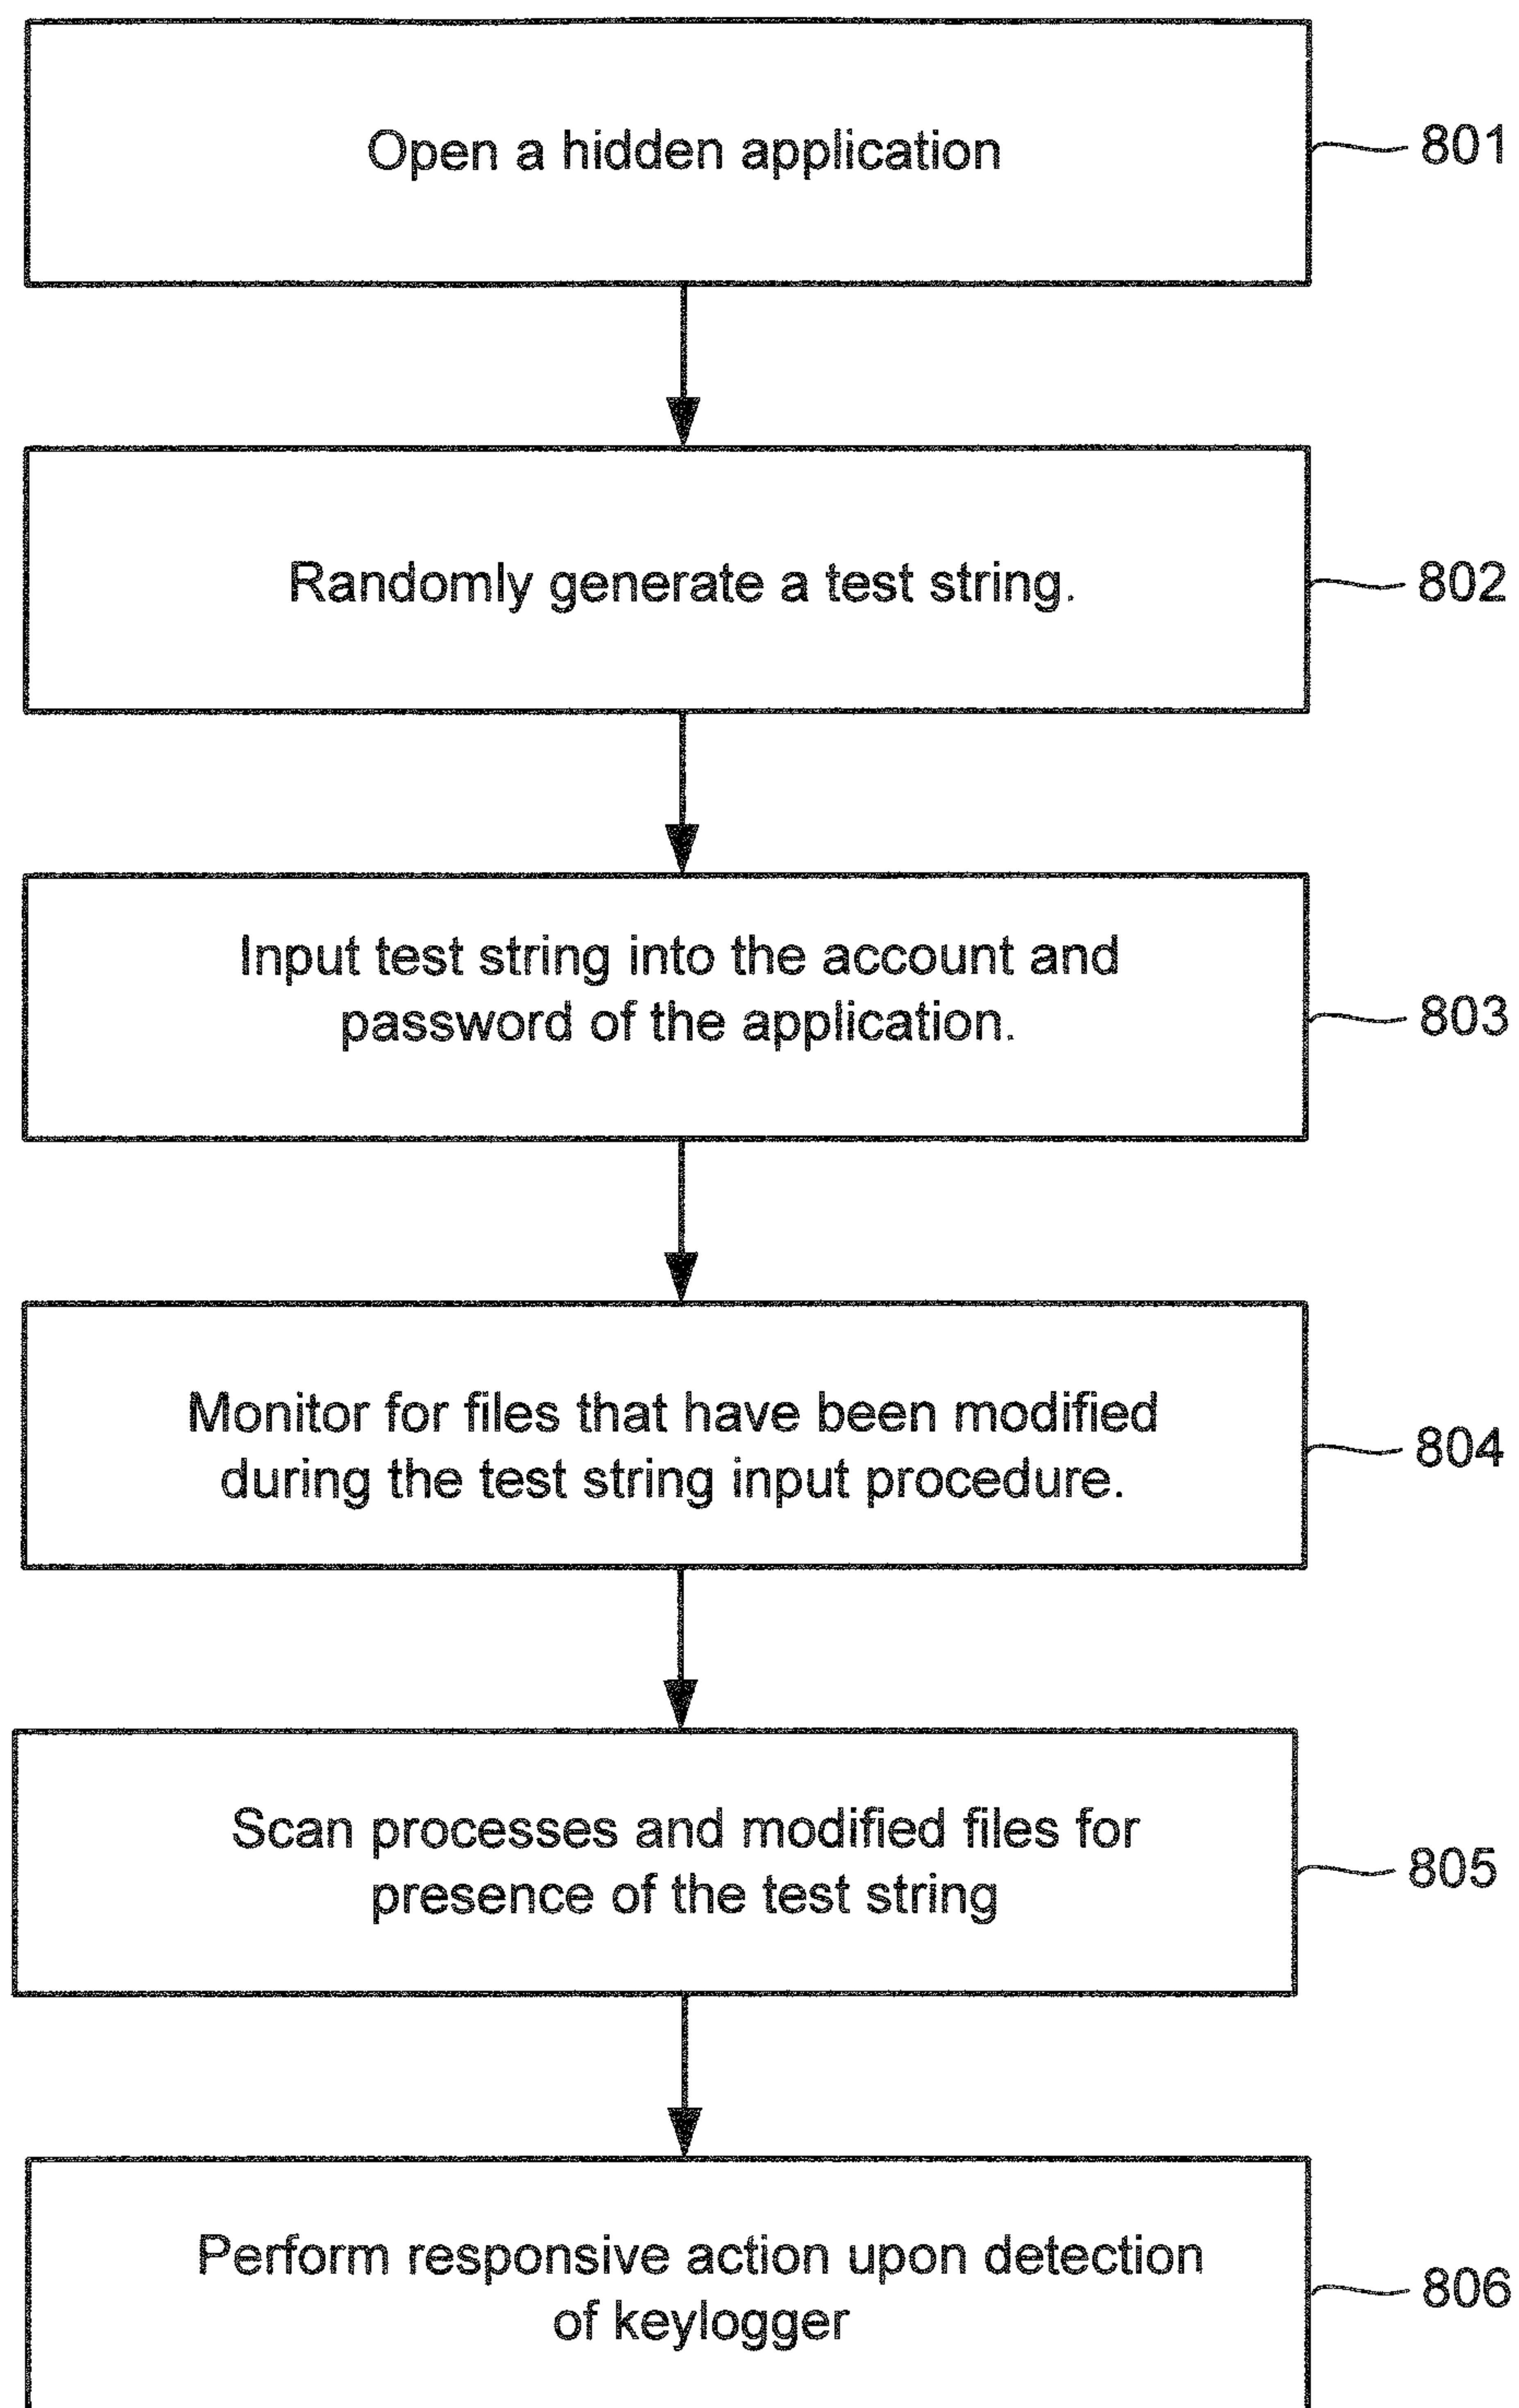 Open a hidden application
801
Randomly generate a test string.
802
Input test string into the account and
password of the application.
803
Monitor for files that have been modified
during the test string input procedure.
804
Scan processes and modified files for
presence of the test string
805
Perform responsive action upon detection
of keylogger
806